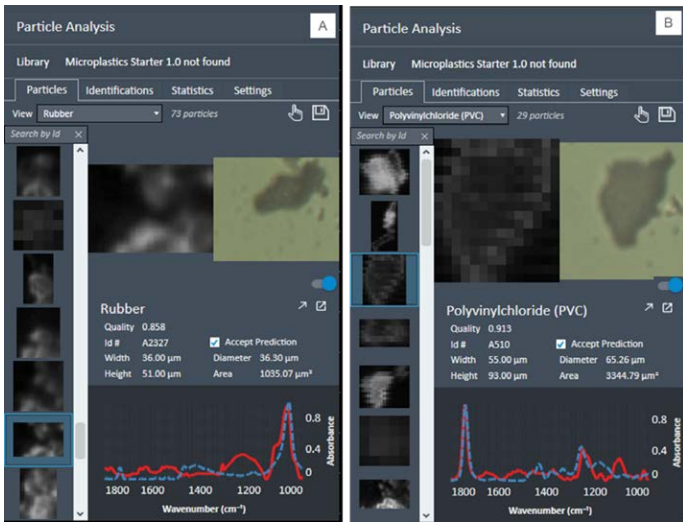 Particle Analysis
A
Library Microplastics Starter 1.0 not found
Particles Identifications Statistics Settings
View Rubber 73 particles
Search by Id
Rubber
Quality 0.858
Id # A2327 Accept Prediction
Width 36.00 µm Diameter 36.30 µm
Height 51.00 µm Area 1035.07 µm²
0.8
0.4
0
Absorbance
1800 1600 1400 1200 1000
Wavenumber (cm⁻¹)
Particle Analysis
B
Library Microplastics Starter 1.0 not found
Particles Identifications Statistics Settings
View Polyvinylchloride (PVC) 29 particles
Search by Id
Polyvinylchloride (PVC)
Quality 0.913
Id # A510 Accept Prediction
Width 55.00 µm Diameter 65.26 µm
Height 93.00 µm Area 3344.79 µm²
0.8
0.4
0
Absorbance
1800 1600 1400 1200 1000
Wavenumber (cm⁻¹)